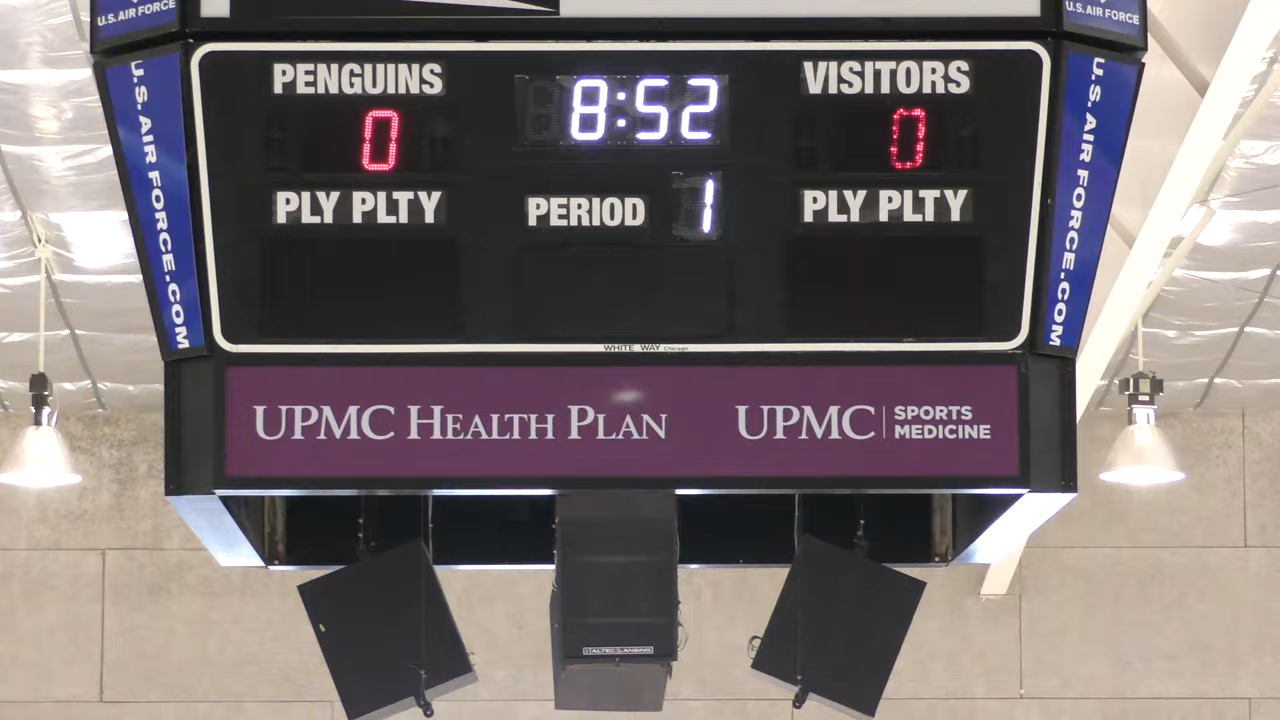 U.S. AIR FORCE
U.S. AIR FORCE
U.S. AIR FORCE.COM
PENGUINS
8:52
VISITORS
0
0
PLY PLTY
PERIOD 1
PLY PLTY
U.S. AIR FORCE.COM
WHITE WAY Chicago
UPMC HEALTH PLAN
UPMC | SPORTS MEDICINE
ALTEC LANSING